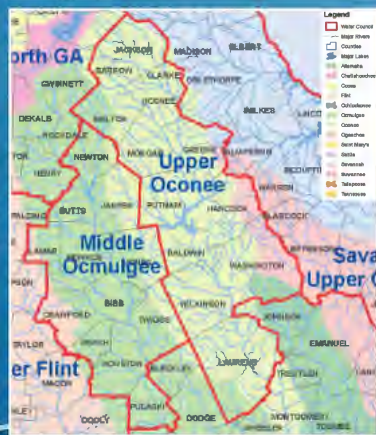 Legend
Water Council
Major Rivers
Counties
Major Lakes
Altamaha
Chattahoochee
Coosa
Flint
Ochlockonee
Ocmulgee
Oconee
Ogeechee
Saint Mary's
Satilla
Savannah
Suwannee
Tallapoosa
Tennessee
JACKSON
MADISON
ELBERT
orth GA
BARROW
CLARKE
OGLETHORPE
GWINNETT
OCONEE
WILKES
LINCO
DEKALB
WALTON
ROCKDALE
MORGAN
GREENE
TALIAFERRO
NEWTON
Upper
Oconee
HENRY
WARREN
BUTTS
JASPER
PUTNAM
HANCOCK
GLASCOCK
SPALDING
Middle
Ocmulgee
LAMAR
JONES
BALDWIN
JEFFERSON
Sava
Upper O
WASHINGTON
BIBB
WILKINSON
CRAWFORD
TWIGGS
JOHNSON
EMANUEL
TAYLOR
PEACH
LAURENS
er Flint
HOUSTON
BLECKLEY
TREUTLEN
MACON
PULASKI
DOOLY
DODGE
MONTGOMERY
WHEELER
TOOMBS